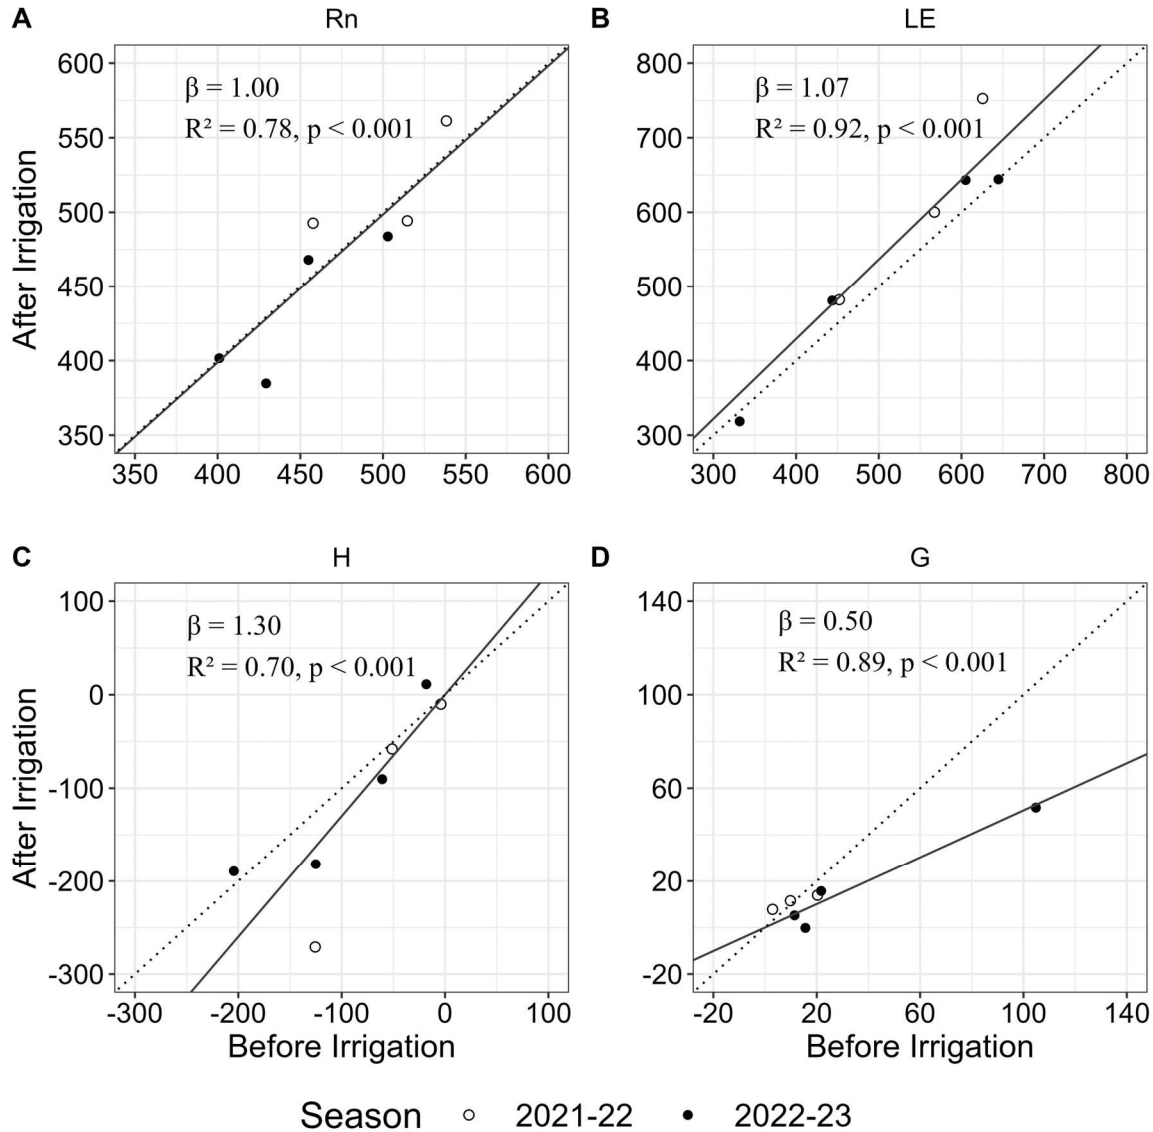 A Rn
β = 1.00
R² = 0.78, p < 0.001
600
550
500
450
400
350
After Irrigation
350 400 450 500 550 600
B LE
β = 1.07
R² = 0.92, p < 0.001
800
700
600
500
400
300
300 400 500 600 700 800
C H
β = 1.30
R² = 0.70, p < 0.001
100
0
-100
-200
-300
After Irrigation
-300 -200 -100 0 100
Before Irrigation
D G
β = 0.50
R² = 0.89, p < 0.001
140
100
60
20
-20
-20 20 60 100 140
Before Irrigation
Season 2021-22 2022-23